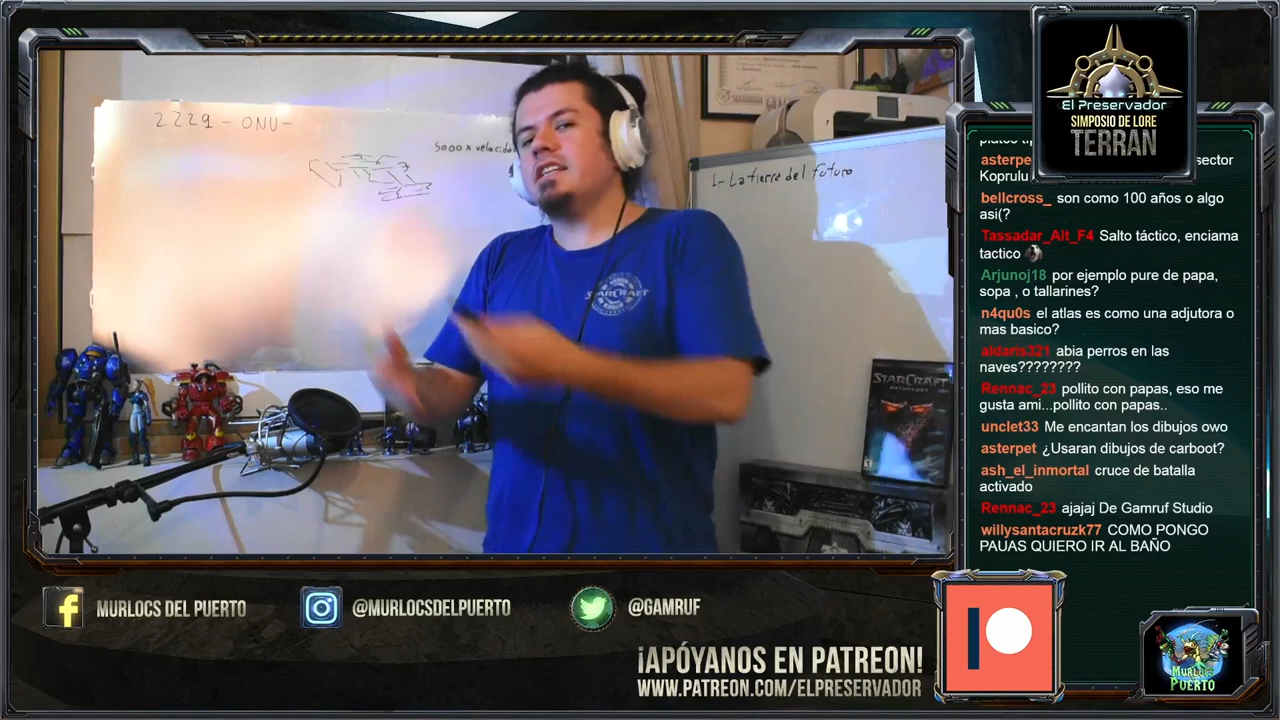 El Preservador
SIMPOSIO DE LORE
TERRAN
2229 - ONU -
5000 x velocida
1- La tierra del futuro
STARCRAFT
STARCRAFT
platos
asterpe sector
Koprulu
bellcross_ son como 100 años o algo
asi(?
Tassadar_Alt_F4 Salto táctico, enciama
tactico
Arjunoj18 por ejemplo pure de papa,
sopa , o tallarines?
n4qu0s el atlas es como una adjutora o
mas basico?
aldaris321 abia perros en las
naves????????
Rennac_23 pollito con papas, eso me
gusta ami...pollito con papas..
unclet33 Me encantan los dibujos owo
asterpet ¿Usaran dibujos de carboot?
ash_el_inmortal cruce de batalla
activado
Rennac_23 ajajaj De Gamruf Studio
willysantacruzk77 COMO PONGO
PAUAS QUIERO IR AL BAÑO
MURLOCS DEL PUERTO
@MURLOCSDELPUERTO
@GAMRUF
¡APÓYANOS EN PATREON!
WWW.PATREON.COM/ELPRESERVADOR
MURLOCS
PUERTO